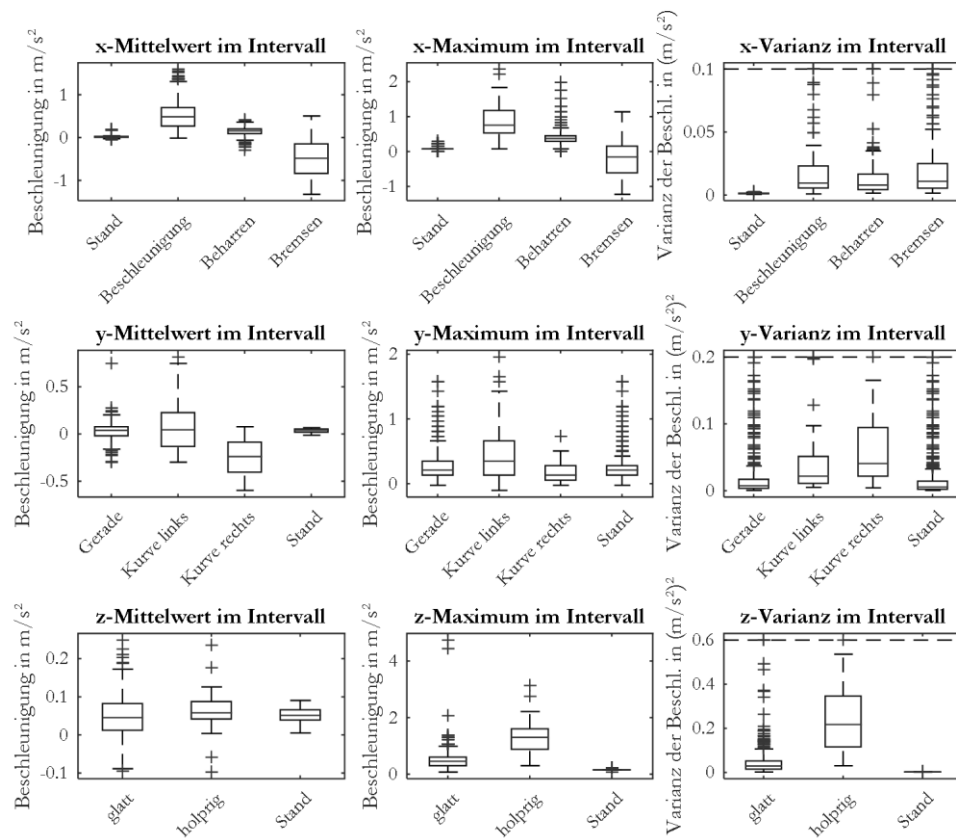 x-Mittelwert im Intervall
Beschleunigung in m/s²
1
0
-1
Stand
Beschleunigung
Beharren
Bremsen
x-Maximum im Intervall
Beschleunigung in m/s²
2
1
0
-1
Stand
Beschleunigung
Beharren
Bremsen
x-Varianz im Intervall
Varianz der Beschl. in (m/s²)
0.1
0.05
0
Stand
Beschleunigung
Beharren
Bremsen
y-Mittelwert im Intervall
Beschleunigung in m/s²
0.5
0
-0.5
Gerade
Kurve links
Kurve rechts
Stand
y-Maximum im Intervall
Beschleunigung in m/s²
2
1
0
Gerade
Kurve links
Kurve rechts
Stand
y-Varianz im Intervall
Varianz der Beschl. in (m/s²)²
0.2
0.1
0
Gerade
Kurve links
Kurve rechts
Stand
z-Mittelwert im Intervall
Beschleunigung in m/s²
0.2
0.1
0
-0.1
glatt
holprig
Stand
z-Maximum im Intervall
Beschleunigung in m/s²
4
2
0
glatt
holprig
Stand
z-Varianz im Intervall
Varianz der Beschl. in (m/s²)²
0.6
0.4
0.2
0
glatt
holprig
Stand